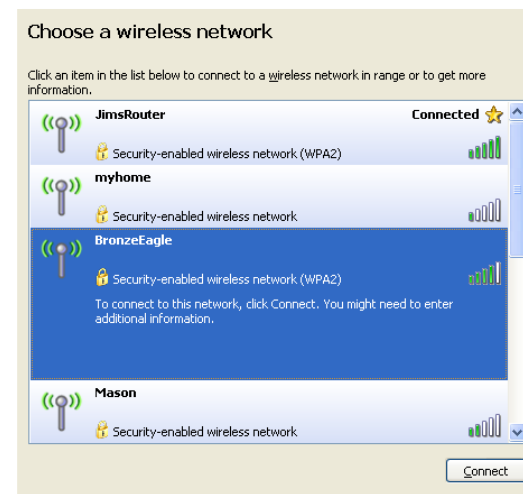 Choose a wireless network
Click an item in the list below to connect to a wireless network in range or to get more
information.
JimsRouter Connected
Security-enabled wireless network (WPA2)
myhome
Security-enabled wireless network
BronzeEagle
Security-enabled wireless network (WPA2)
To connect to this network, click Connect. You might need to enter
additional information.
Mason
Security-enabled wireless network
Connect